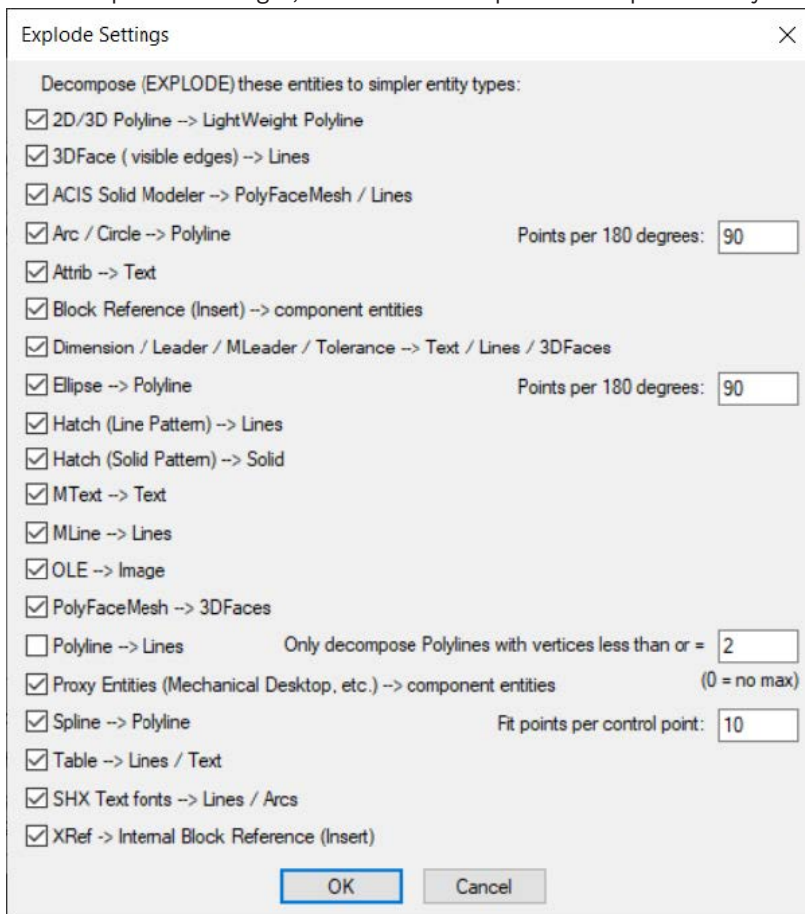 Explode Settings
Decompose (EXPLODE) these entities to simpler entity types:
2D/3D Polyline --> LightWeight Polyline
3DFace ( visible edges) --> Lines
ACIS Solid Modeler --> PolyFaceMesh / Lines
Arc / Circle --> Polyline Points per 180 degrees: 90
Attrib --> Text
Block Reference (Insert) --> component entities
Dimension / Leader / MLeader / Tolerance --> Text / Lines / 3DFaces
Ellipse --> Polyline Points per 180 degrees: 90
Hatch (Line Pattern) --> Lines
Hatch (Solid Pattern) --> Solid
MText --> Text
MLine --> Lines
OLE --> Image
PolyFaceMesh --> 3DFaces
Polyline --> Lines Only decompose Polylines with vertices less than or = 2
Proxy Entities (Mechanical Desktop, etc.) --> component entities (0 = no max)
Spline --> Polyline Fit points per control point: 10
Table --> Lines / Text
SHX Text fonts --> Lines / Arcs
XRef -> Internal Block Reference (Insert)
OK Cancel